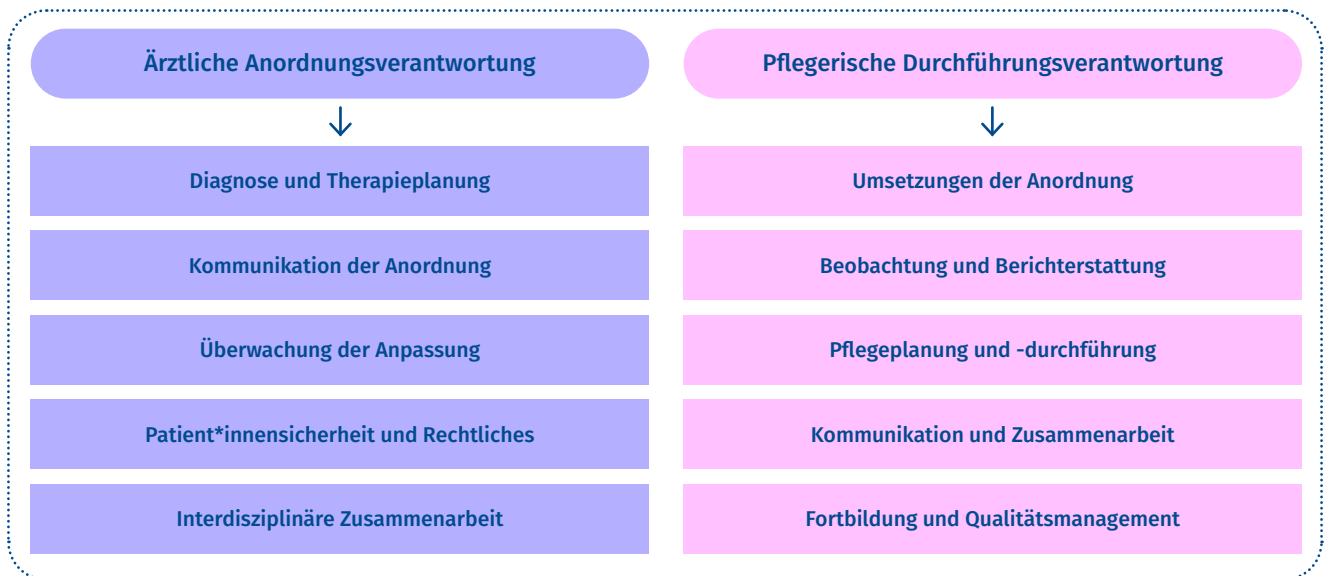 Ärztliche Anordnungsverantwortung
Diagnose und Therapieplanung
Kommunikation der Anordnung
Überwachung der Anpassung
Patient*innensicherheit und Rechtliches
Interdisziplinäre Zusammenarbeit
Pflegerische Durchführungsverantwortung
Umsetzungen der Anordnung
Beobachtung und Berichterstattung
Pflegeplanung und -durchführung
Kommunikation und Zusammenarbeit
Fortbildung und Qualitätsmanagement